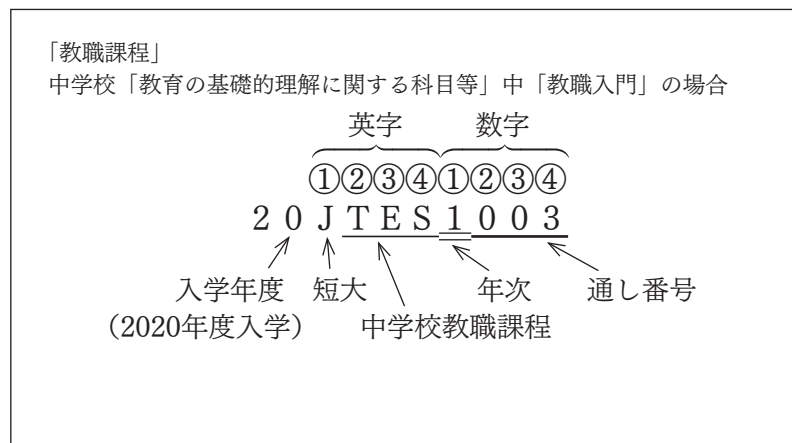 「教職課程」
中学校「教育の基礎的理解に関する科目等」中「教職入門」の場合
英字 数字
①②③④①②③④
20JTES1003
入学年度 短大 年次 通し番号
(2020年度入学) 中学校教職課程